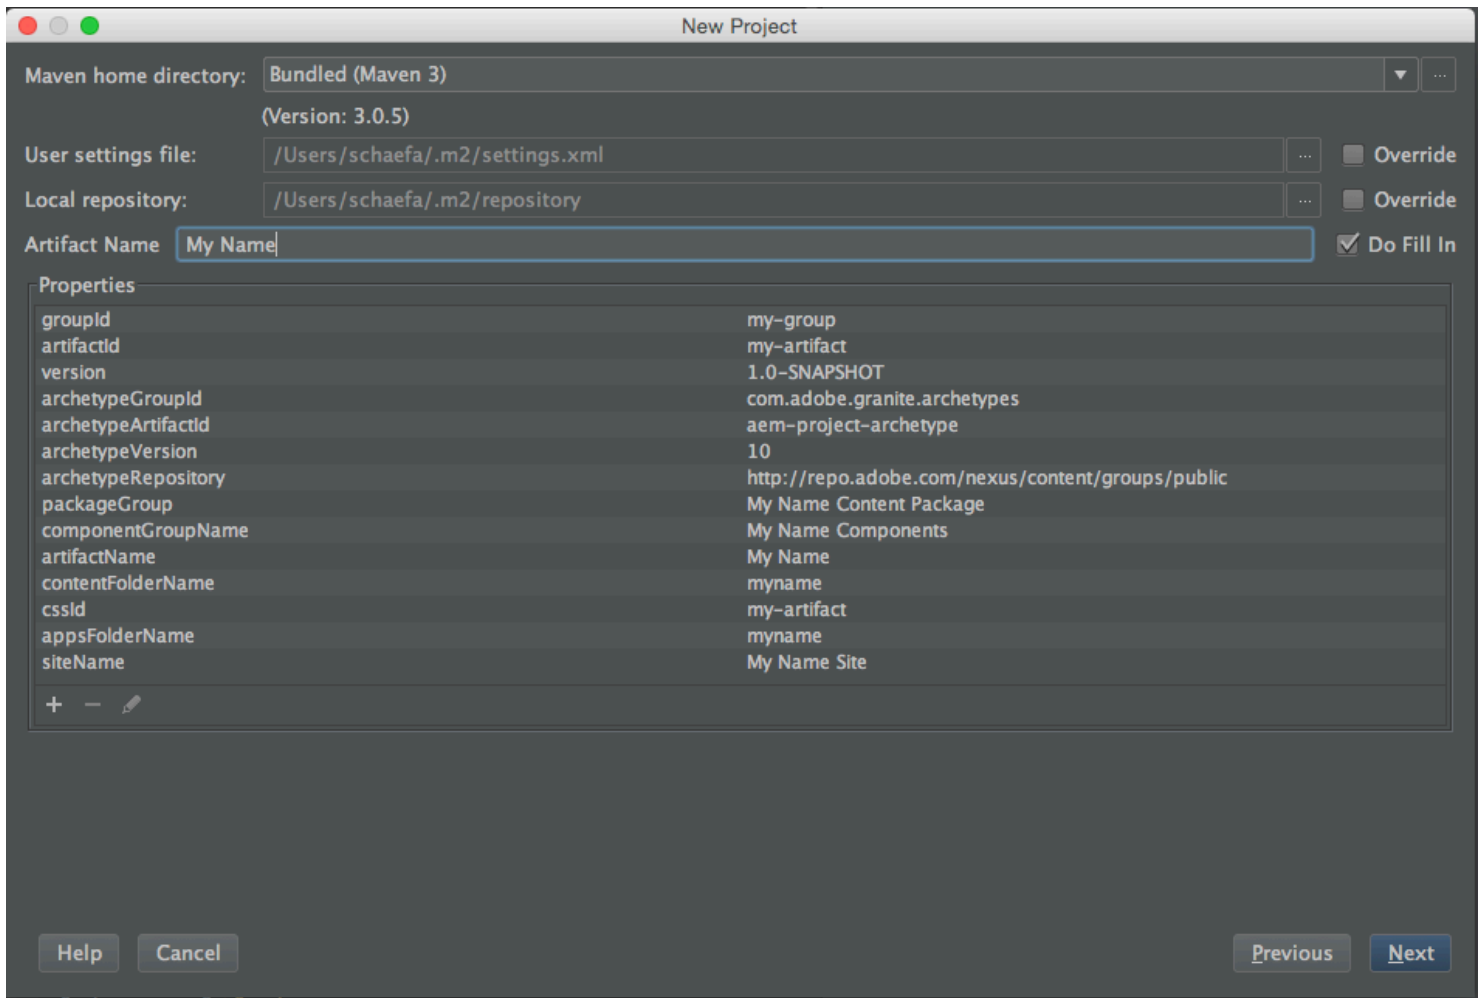 New Project
Maven home directory: Bundled (Maven 3) ...
(Version: 3.0.5)
User settings file: /Users/schaefa/.m2/settings.xml ... Override
Local repository: /Users/schaefa/.m2/repository ... Override
Artifact Name My Name Do Fill In
Properties
groupId my-group
artifactId my-artifact
version 1.0-SNAPSHOT
archetypeGroupId com.adobe.granite.archetypes
archetypeArtifactId aem-project-archetype
archetypeVersion 10
archetypeRepository http://repo.adobe.com/nexus/content/groups/public
packageGroup My Name Content Package
componentGroupName My Name Components
artifactName My Name
contentFolderName myname
cssId my-artifact
appsFolderName myname
siteName My Name Site
Help Cancel Previous Next